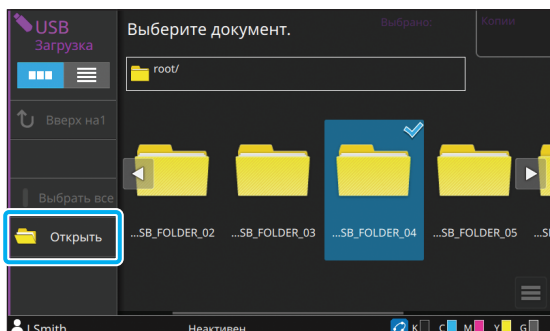 USB
Загрузка
Выберите документ.
Выбрано:
Копии
root/
Вверх на1
Выбрать все
Открыть
...SB_FOLDER_02
...SB_FOLDER_03
...SB_FOLDER_04
...SB_FOLDER_05
...S
J.Smith
Неактивен
K C M Y G